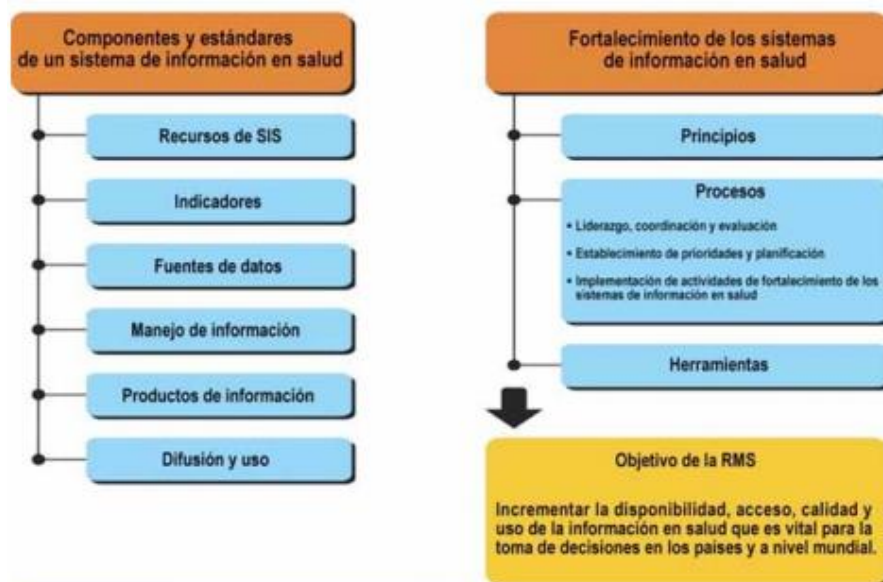 Componentes y estándares
de un sistema de información en salud
Recursos de SIS
Indicadores
Fuentes de datos
Manejo de información
Productos de información
Difusión y uso
Fortalecimiento de los sistemas
de información en salud
Principios
Procesos
• Liderazgo, coordinación y evaluación
• Establecimiento de prioridades y planificación
• Implementación de actividades de fortalecimiento de los
sistemas de información en salud
Herramientas
Objetivo de la RMS
Incrementar la disponibilidad, acceso, calidad y
uso de la información en salud que es vital para la
toma de decisiones en los países y a nivel mundial.